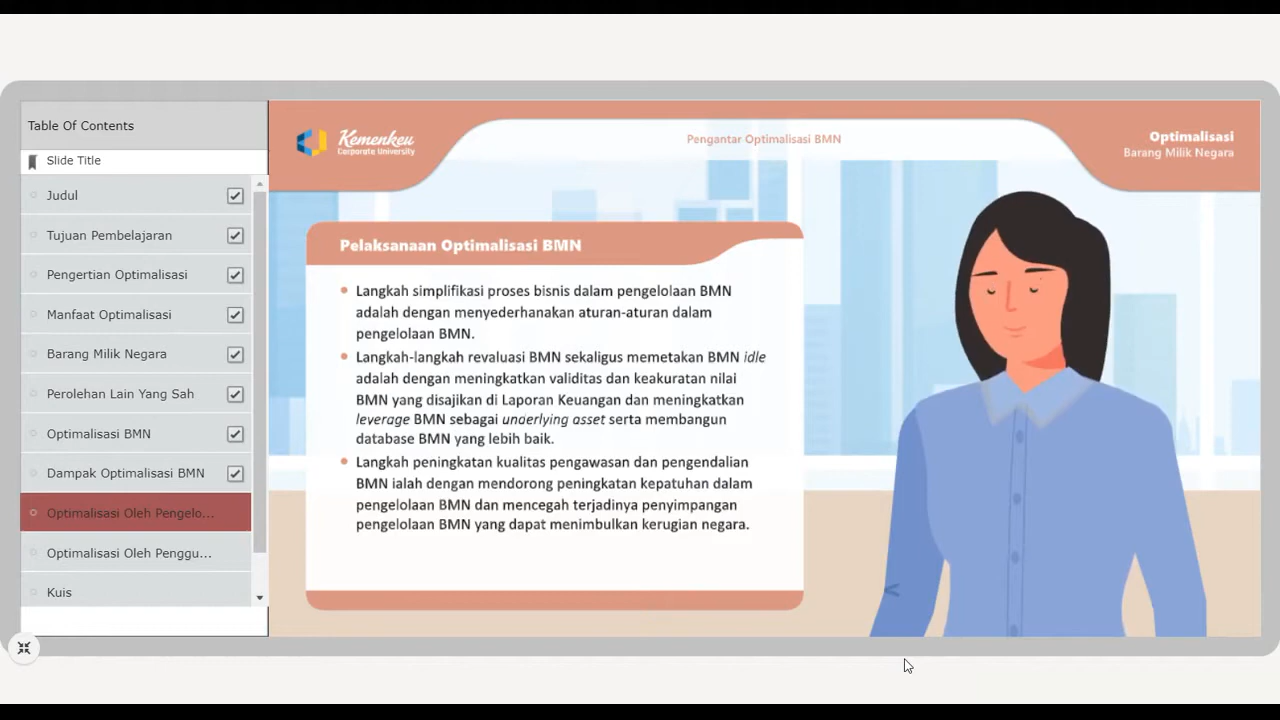 Table Of Contents
Slide Title
Judul
Tujuan Pembelajaran
Pengertian Optimalisasi
Manfaat Optimalisasi
Barang Milik Negara
Perolehan Lain Yang Sah
Optimalisasi BMN
Dampak Optimalisasi BMN
Optimalisasi Oleh Pengelo...
Optimalisasi Oleh Penggu...
Kuis
Kemenkeu
Corporate University
Pengantar Optimalisasi BMN
Optimalisasi
Barang Milik Negara
Pelaksanaan Optimalisasi BMN
Langkah simplifikasi proses bisnis dalam pengelolaan BMN
adalah dengan menyederhanakan aturan-aturan dalam
pengelolaan BMN.
Langkah-langkah revaluasi BMN sekaligus memetakan BMN idle
adalah dengan meningkatkan validitas dan keakuratan nilai
BMN yang disajikan di Laporan Keuangan dan meningkatkan
leverage BMN sebagai underlying asset serta membangun
database BMN yang lebih baik.
Langkah peningkatan kualitas pengawasan dan pengendalian
BMN ialah dengan mendorong peningkatan kepatuhan dalam
pengelolaan BMN dan mencegah terjadinya penyimpangan
pengelolaan BMN yang dapat menimbulkan kerugian negara.